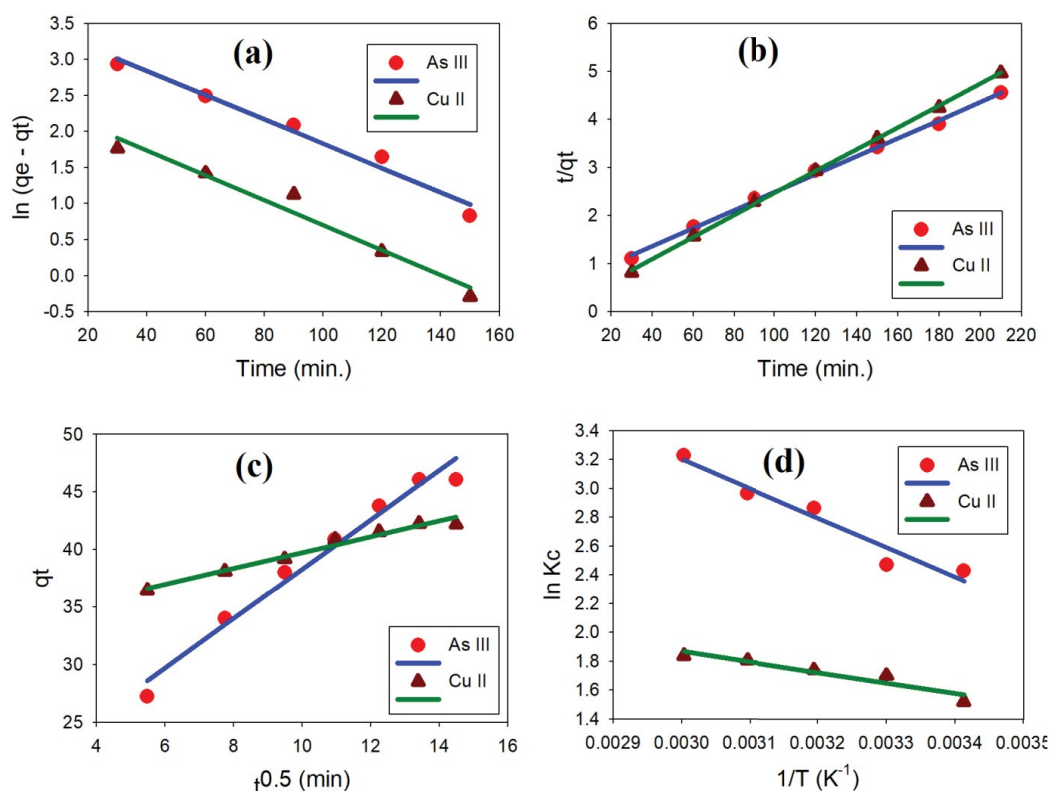 (a)
ln (qe - qt)
3.5
3.0
2.5
2.0
1.5
1.0
0.5
0.0
-0.5
As III
Cu II
20 40 60 80 100 120 140 160
Time (min.)
(b)
t/qt
6
5
4
3
2
1
0
As III
Cu II
20 40 60 80 100 120 140 160 180 200 220
Time (min.)
(c)
qt
50
45
40
35
30
25
As III
Cu II
4 6 8 10 12 14 16
t0.5 (min)
(d)
ln Kc
3.4
3.2
3.0
2.8
2.6
2.4
2.2
2.0
1.8
1.6
1.4
As III
Cu II
0.0029 0.0030 0.0031 0.0032 0.0033 0.0034 0.0035
1/T (K-1)